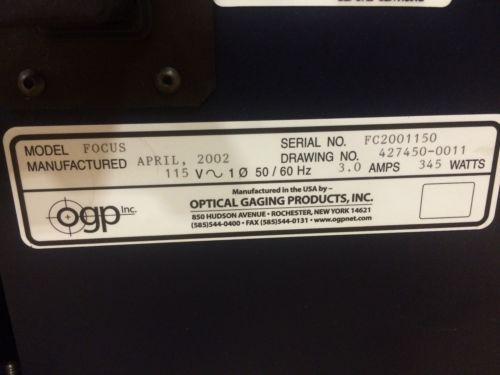 MODEL FOCUS SERIAL NO. FC2001150
MANUFACTURED APRIL, 2002 DRAWING NO. 427450-0011
115 V ~ 1 Ø 50 / 60 Hz 3.0 AMPS 345 WATTS
Manufactured in the USA by –
ogp Inc. OPTICAL GAGING PRODUCTS, INC.
850 HUDSON AVENUE • ROCHESTER, NEW YORK 14621
(585)544-0400 • FAX (585)544-0131 • www.ogpnet.com